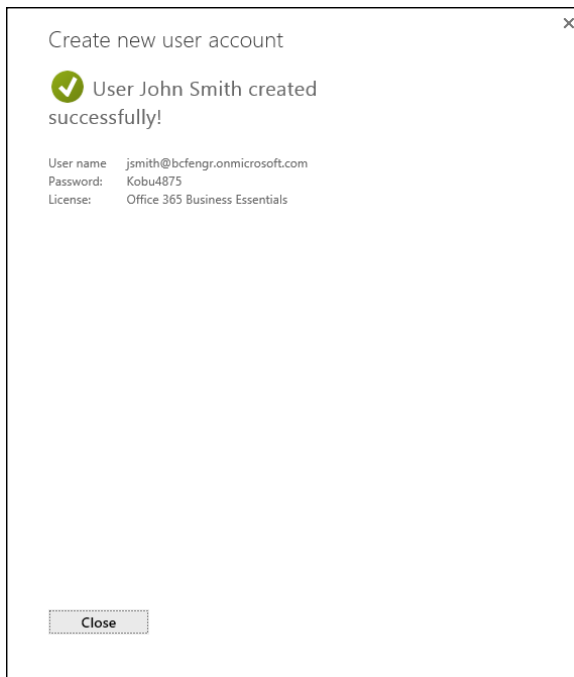 Create new user account
User John Smith created
successfully!
User name jsmith@bcfengr.onmicrosoft.com
Password: Kobu4875
License: Office 365 Business Essentials
Close